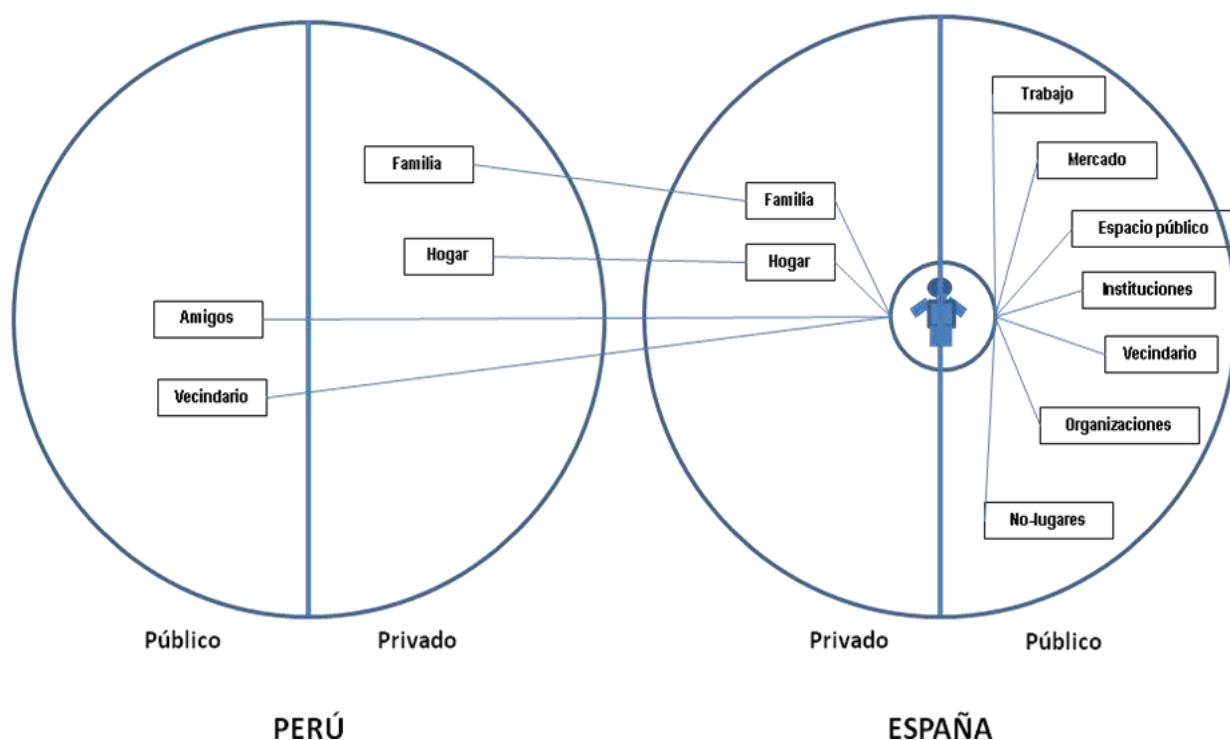 Trabajo
Familia
Mercado
Familia
Espacio público
Hogar
Hogar
Instituciones
Amigos
Vecindario
Vecindario
Organizaciones
No-lugares
Público
Privado
Privado
Público
PERÚ
ESPAÑA